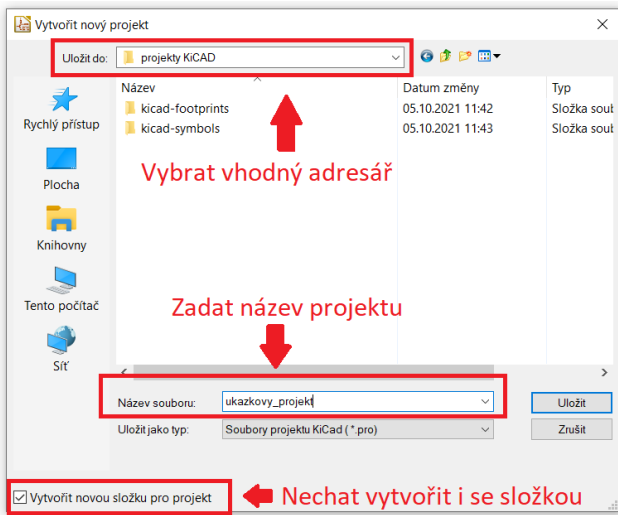 Vytvořit nový projekt
Uložit do: projekty KiCAD
Název Datum změny Typ
kicad-footprints 05.10.2021 11:42 Složka soub
kicad-symbols 05.10.2021 11:43 Složka soub
Rychlý přístup
Vybrat vhodný adresář
Plocha
Knihovny
Tento počítač
Zadat název projektu
Síť
Název souboru: ukazkovy_projekt Uložit
Uložit jako typ: Soubory projektu KiCad (*.pro) Zrušit
Vytvořit novou složku pro projekt Nechat vytvořit i se složkou